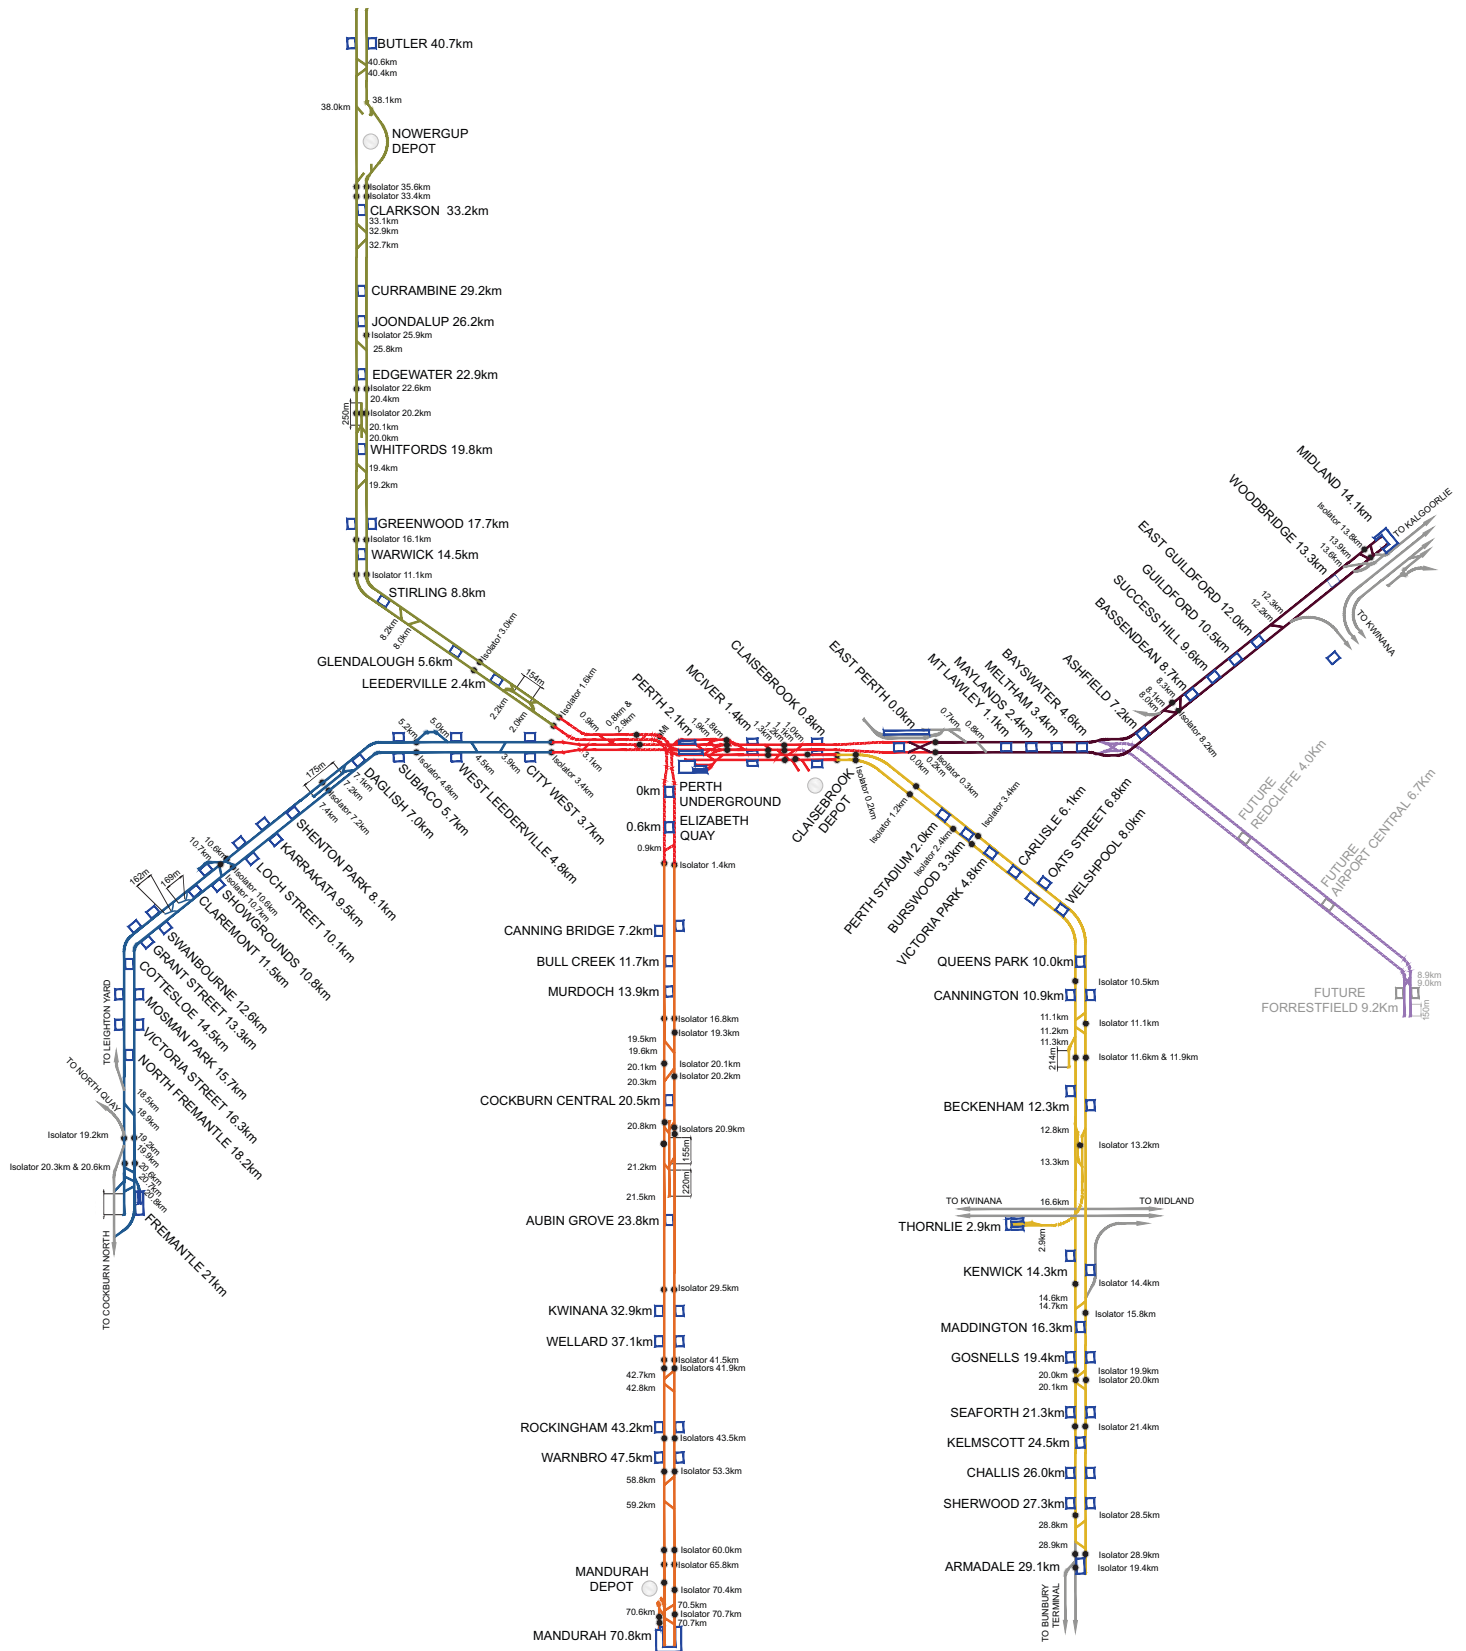 BUTLER 40.7km
40.6km
40.4km
38.1km
38.0km
NOWERGUP
DEPOT
Isolator 35.6km
Isolator 33.4km
CLARKSON 33.2km
33.1km
32.9km
32.7km
CURRAMBINE 29.2km
JOONDALUP 26.2km
Isolator 25.9km
25.8km
EDGEWATER 22.9km
Isolator 22.6km
20.4km
250m
Isolator 20.2km
20.1km
20.0km
WHITFORDS 19.8km
19.4km
19.2km
GREENWOOD 17.7km
Isolator 16.1km
WARWICK 14.5km
Isolator 11.1km
STIRLING 8.8km
8.2km
8.0km
GLENDALOUGH 5.6km
Isolator 3.0km
LEEDERVILLE 2.4km
2.2km
2.0km
154m
Isolator 1.6km
0.9km
0.8km &
2.9km
3.1km
Isolator 3.4km
CITY WEST 3.7km
3.9km
4.5km
WEST LEEDERVILLE 4.8km
Isolator 4.8km
5.0km
5.2km
SUBIACO 5.7km
DAGLISH 7.0km
7.1km
7.2km
Isolator 7.2km
7.4km
175m
SHENTON PARK 8.1km
KARRAKATA 9.5km
LOCH STREET 10.1km
10.6km
10.7km
Isolator 10.6km
Isolator 10.7km
SHOWGROUNDS 10.8km
CLAREMONT 11.5km
169m
162m
SWANBOURNE 12.6km
GRANT STREET 13.3km
COTTESLOE 14.5km
MOSMAN PARK 15.7km
VICTORIA STREET 16.3km
NORTH FREMANTLE 18.2km
TO LEIGHTON YARD
TO NORTH QUAY
18.5km
18.9km
Isolator 19.2km
19.2km
19.9km
Isolator 20.3km & 20.6km
20.6km
20.7km
20.8km
FREMANTLE 21km
TO COCKBURN NORTH
PERTH 2.1km
1.9km
1.8km
MCIVER 1.4km
1.3km
1.2km
1.1km
1.0km
CLAISEBROOK 0.8km
CLAISEBROOK
DEPOT
EAST PERTH 0.0km
0.0km
0.2km
Isolator 0.3km
0.7km
0.8km
MT LAWLEY 1.1km
MAYLANDS 2.4km
MELTHAM 3.4km
BAYSWATER 4.6km
ASHFIELD 7.2km
8.0km
8.1km
8.3km
Isolator 8.2km
BASSENDEAN 8.7km
SUCCESS HILL 9.6km
GUILDFORD 10.5km
EAST GUILDFORD 12.0km
12.2km
12.3km
WOODBRIDGE 13.3km
13.6km
13.9km
Isolator 13.8km
MIDLAND 14.1km
TO KALGOORLIE
TO KWINANA
FUTURE
REDCLIFFE 4.0Km
FUTURE
AIRPORT CENTRAL 6.7Km
8.9km
9.0km
FUTURE
FORRESTFIELD 9.2Km
150m
0km
PERTH
UNDERGROUND
0.6km
ELIZABETH
QUAY
0.9km
Isolator 1.4km
CANNING BRIDGE 7.2km
BULL CREEK 11.7km
MURDOCH 13.9km
Isolator 16.8km
Isolator 19.3km
19.5km
19.6km
20.1km
Isolator 20.1km
Isolator 20.2km
20.3km
COCKBURN CENTRAL 20.5km
20.8km
Isolators 20.9km
155m
21.2km
220m
21.5km
AUBIN GROVE 23.8km
Isolator 29.5km
KWINANA 32.9km
WELLARD 37.1km
Isolator 41.5km
Isolators 41.9km
42.7km
42.8km
ROCKINGHAM 43.2km
Isolators 43.5km
WARNBRO 47.5km
Isolator 53.3km
58.8km
59.2km
Isolator 60.0km
Isolator 65.8km
MANDURAH
DEPOT
Isolator 70.4km
70.5km
70.6km
Isolator 70.7km
70.7km
MANDURAH 70.8km
Isolator 0.2km
Isolator 1.2km
PERTH STADIUM 2.0km
Isolator 2.4km
BURSWOOD 3.3km
Isolator 3.4km
VICTORIA PARK 4.8km
CARLISLE 6.1km
OATS STREET 6.8km
WELSHPOOL 8.0km
QUEENS PARK 10.0km
Isolator 10.5km
CANNINGTON 10.9km
11.1km
Isolator 11.1km
11.2km
11.3km
214m
Isolator 11.6km & 11.9km
BECKENHAM 12.3km
12.8km
Isolator 13.2km
13.3km
TO KWINANA
16.6km
TO MIDLAND
THORNLIE 2.9km
2.9km
KENWICK 14.3km
Isolator 14.4km
14.6km
14.7km
Isolator 15.8km
MADDINGTON 16.3km
GOSNELLS 19.4km
Isolator 19.9km
20.0km
Isolator 20.0km
20.1km
SEAFORTH 21.3km
Isolator 21.4km
KELMSCOTT 24.5km
CHALLIS 26.0km
SHERWOOD 27.3km
Isolator 28.5km
28.8km
28.9km
Isolator 28.9km
ARMADALE 29.1km
Isolator 19.4km
TO BUNBURY
TERMINAL